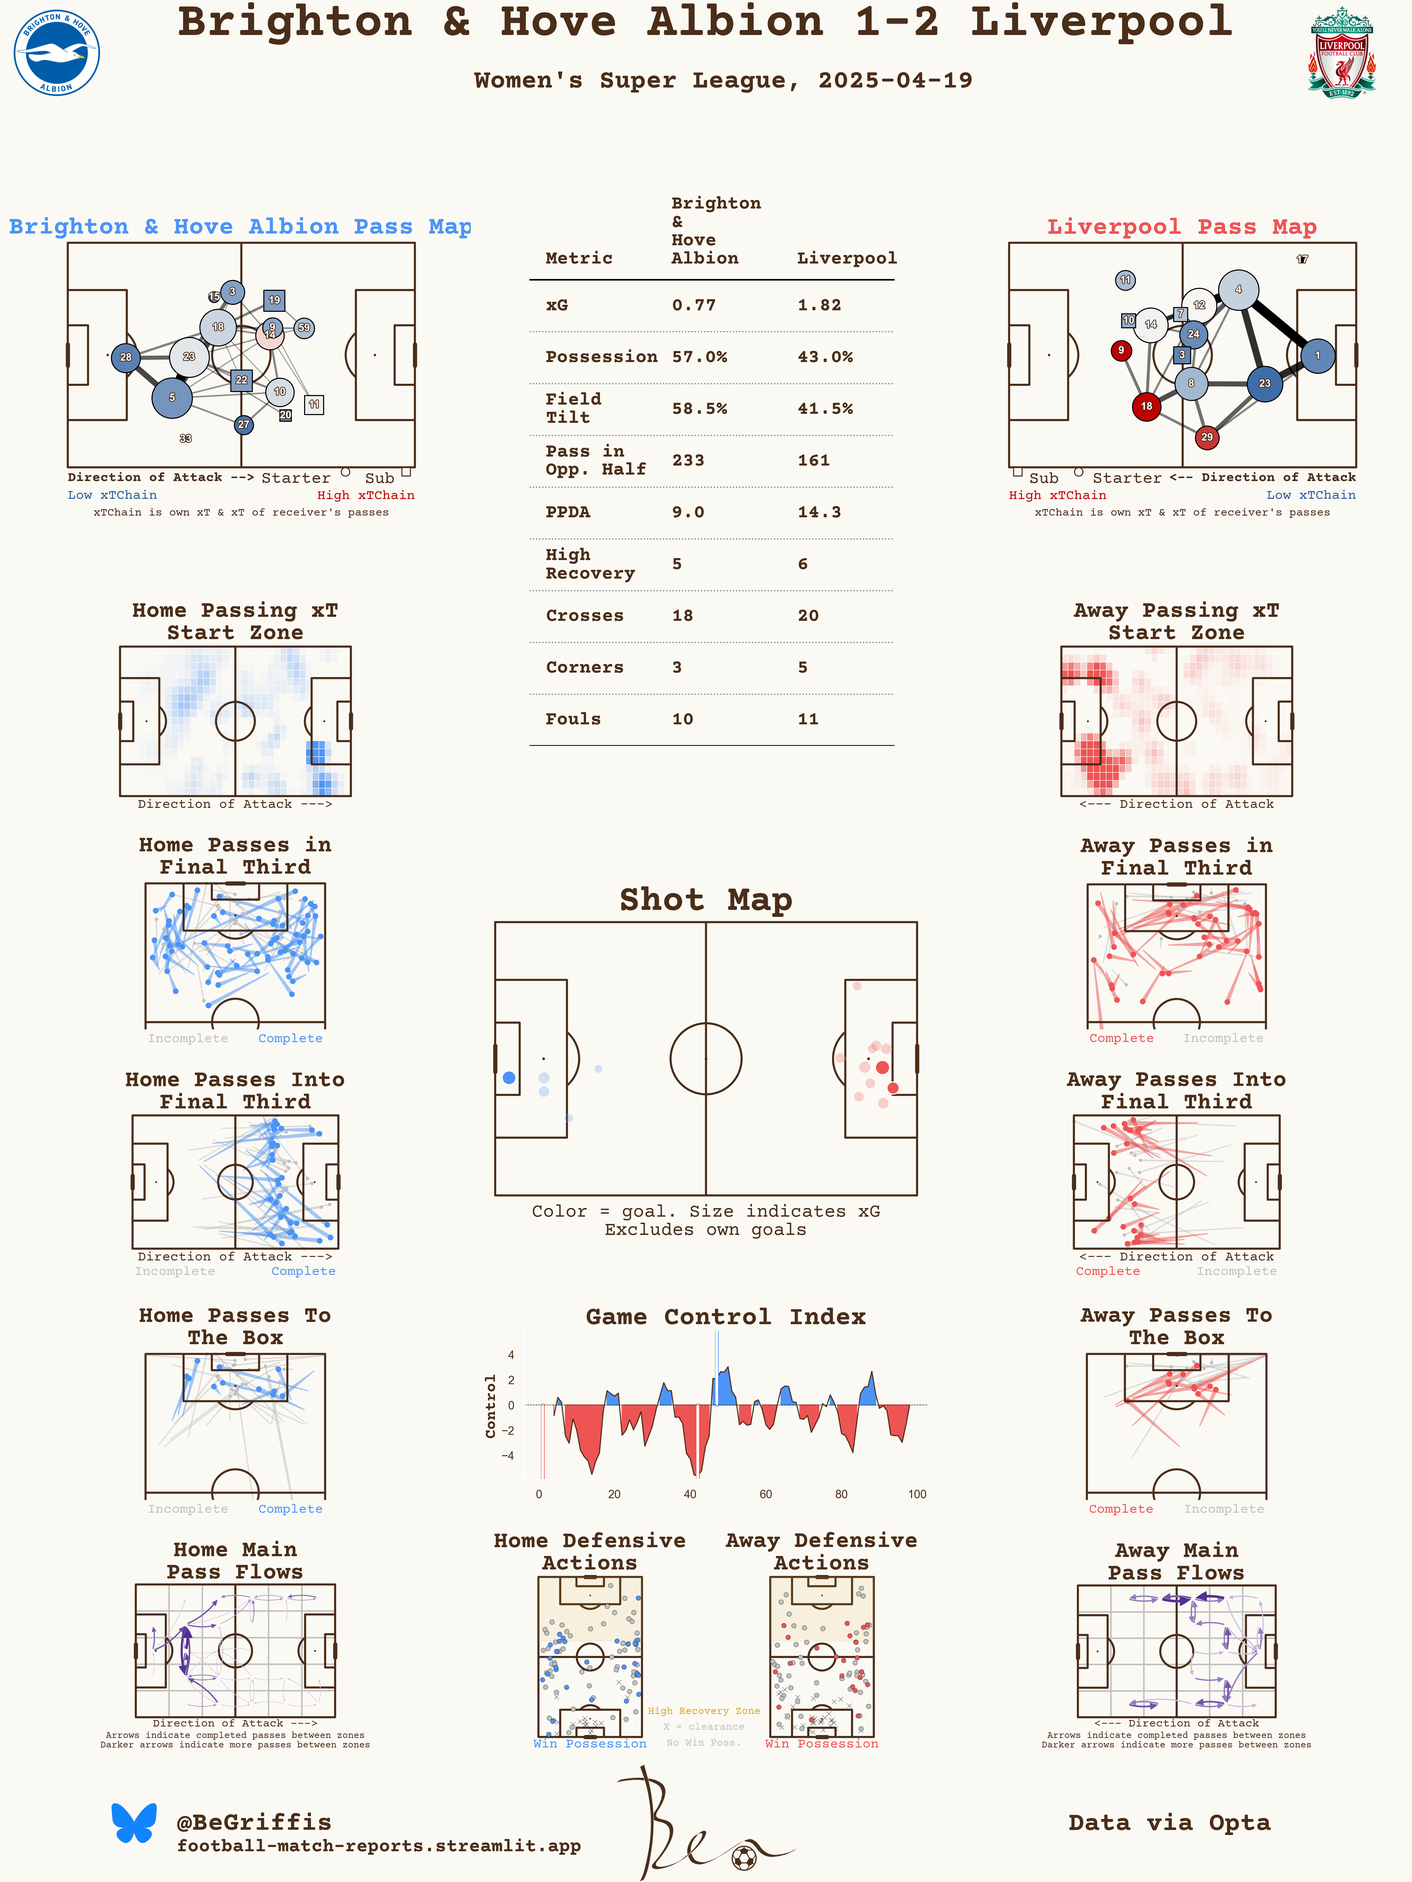 Brighton & Hove Albion 1-2 Liverpool
Women's Super League, 2025-04-19
BRIGHTON & HOVE
ALBION
YOU'LL NEVER WALK ALONE
LIVERPOOL
FOOTBALL CLUB
EST·1892
Brighton & Hove Albion Pass Map
15
3
19
18
9
14
59
28
23
22
5
10
11
20
27
33
Direction of Attack --> Starter Sub
Low xTChain High xTChain
xTChain is own xT & xT of receiver's passes
Metric Brighton & Hove Albion Liverpool
xG 0.77 1.82
Possession 57.0% 43.0%
Field Tilt 58.5% 41.5%
Pass in Opp. Half 233 161
PPDA 9.0 14.3
High Recovery 5 6
Crosses 18 20
Corners 3 5
Fouls 10 11
Liverpool Pass Map
17
11
4
12
7
10
14
24
9
3
1
8
23
18
29
Sub Starter <-- Direction of Attack
High xTChain Low xTChain
xTChain is own xT & xT of receiver's passes
Home Passing xT
Start Zone
Direction of Attack --->
Away Passing xT
Start Zone
<--- Direction of Attack
Home Passes in
Final Third
Incomplete Complete
Away Passes in
Final Third
Complete Incomplete
Shot Map
Color = goal. Size indicates xG
Excludes own goals
Home Passes Into
Final Third
Direction of Attack --->
Incomplete Complete
Away Passes Into
Final Third
<--- Direction of Attack
Complete Incomplete
Home Passes To
The Box
Incomplete Complete
Game Control Index
Control
4
2
0
−2
−4
0 20 40 60 80 100
Away Passes To
The Box
Complete Incomplete
Home Main
Pass Flows
Direction of Attack --->
Arrows indicate completed passes between zones
Darker arrows indicate more passes between zones
Home Defensive
Actions
Win Possession
High Recovery Zone
X = clearance
No Win Poss.
Away Defensive
Actions
Win Possession
Away Main
Pass Flows
<--- Direction of Attack
Arrows indicate completed passes between zones
Darker arrows indicate more passes between zones
@BeGriffis
football-match-reports.streamlit.app
Ben
Data via Opta